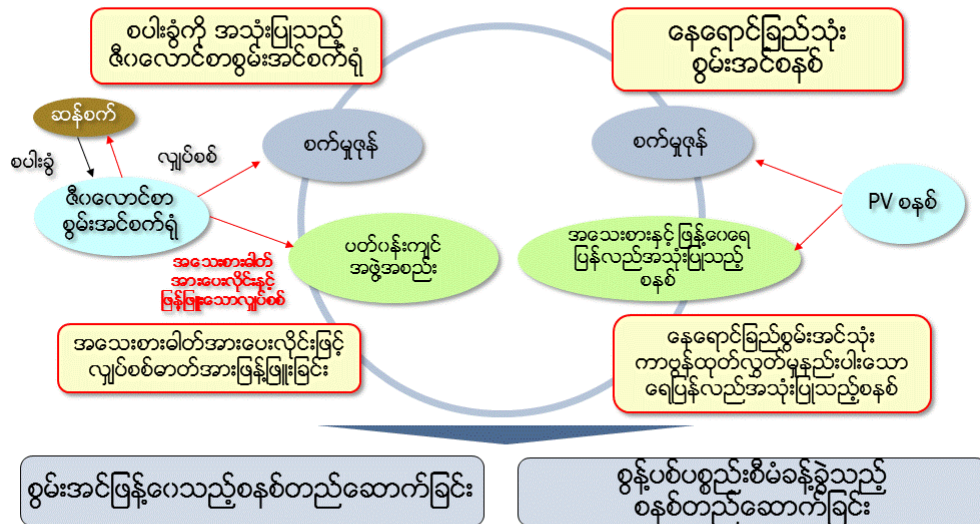 စပါးခွံကို အသုံးပြုသည့်
ဇီဝလောင်စာစွမ်းအင်စက်ရုံ
နေရောင်ခြည်သုံး
စွမ်းအင်စနစ်
ဆန်စက်
စပါးခွံ
လျှပ်စစ်
စက်မှုဇုန်
စက်မှုဇုန်
ဇီဝလောင်စာ
စွမ်းအင်စက်ရုံ
PV စနစ်
ပတ်ဝန်းကျင်
အဖွဲ့အစည်း
အသေးစားနှင့် ဖြန့်ဝေရေ
ပြန်လည်အသုံးပြုသည့်
စနစ်
အသေးစားဓါတ်
အားပေးလိုင်းနှင့်
ဖြန့်ဖြူးသောလျှပ်စစ်
အသေးစားဓါတ်အားပေးလိုင်းဖြင့်
လျှပ်စစ်ဓာတ်အားဖြန့်ဖြူးခြင်း
နေရောင်ခြည်စွမ်းအင်သုံး
ကာဗွန်ထုတ်လွှတ်မှုနည်းပါးသော
ရေပြန်လည်အသုံးပြုသည့်စနစ်
စွမ်းအင်ဖြန့်ဝေသည့်စနစ်တည်ဆောက်ခြင်း
စွန့်ပစ်ပစ္စည်းစီမံခန့်ခွဲသည့်
စနစ်တည်ဆောက်ခြင်း